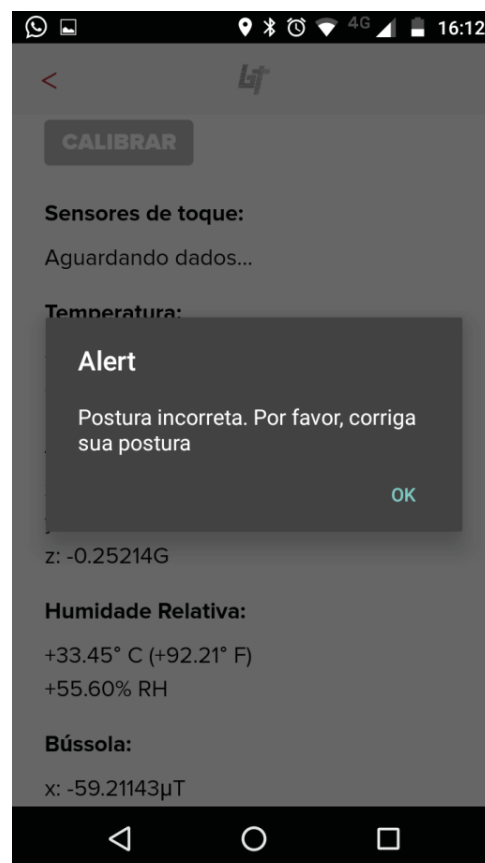 4G 16:12
<
CALIBRAR
Sensores de toque:
Aguardando dados...
Temperatura:
Alert
Postura incorreta. Por favor, corriga
sua postura
OK
z: -0.25214G
Humidade Relativa:
+33.45° C (+92.21° F)
+55.60% RH
Bússola:
x: -59.21143µT